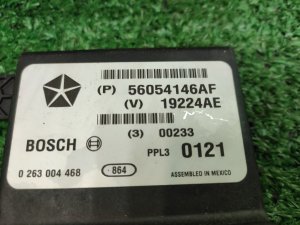 (P) 56054146AF
(V) 19224AE
(3) 00233
BOSCH
PPL3 0121
0 263 004 468 864
ASSEMBLED IN MEXICO